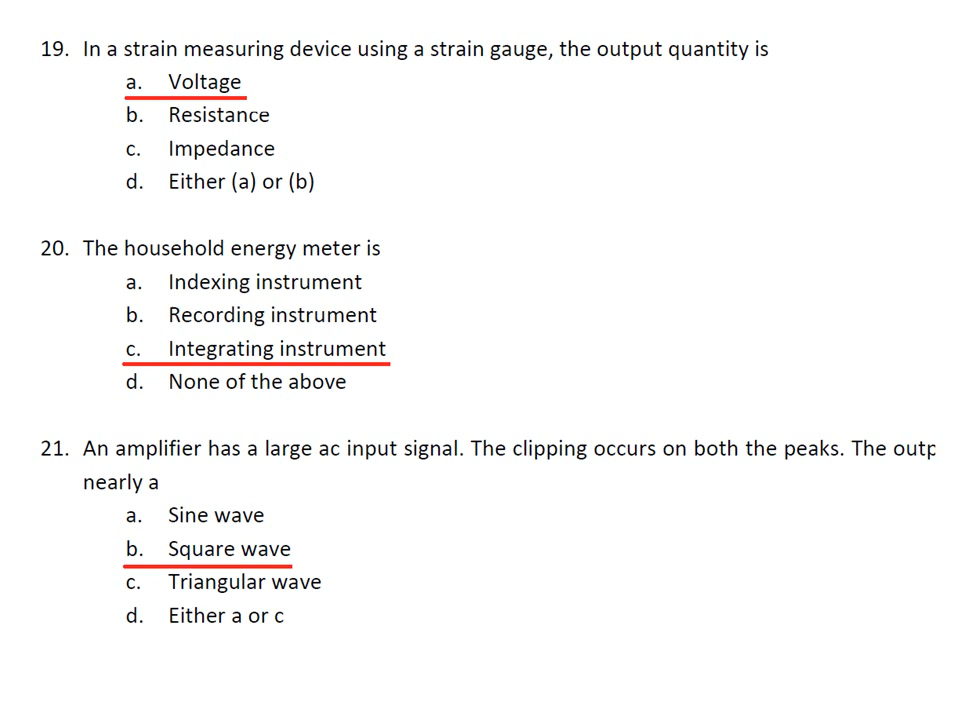 19. In a strain measuring device using a strain gauge, the output quantity is
a. Voltage
b. Resistance
c. Impedance
d. Either (a) or (b)
20. The household energy meter is
a. Indexing instrument
b. Recording instrument
c. Integrating instrument
d. None of the above
21. An amplifier has a large ac input signal. The clipping occurs on both the peaks. The outp
nearly a
a. Sine wave
b. Square wave
c. Triangular wave
d. Either a or c